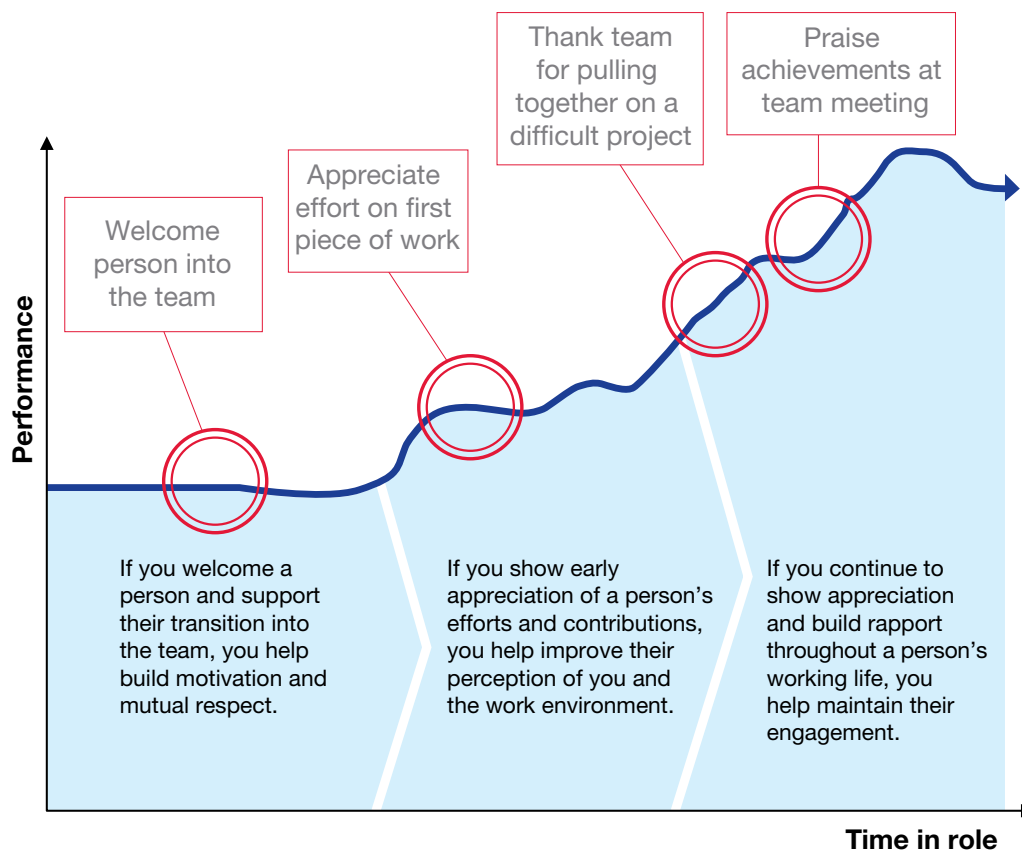 Thank team
for pulling
together on a
difficult project
Praise
achievements at
team meeting
Appreciate
effort on first
piece of work
Welcome
person into
the team
Performance
If you welcome a
person and support
their transition into
the team, you help
build motivation and
mutual respect.
If you show early
appreciation of a person’s
efforts and contributions,
you help improve their
perception of you and
the work environment.
If you continue to
show appreciation
and build rapport
throughout a person’s
working life, you
help maintain their
engagement.
Time in role